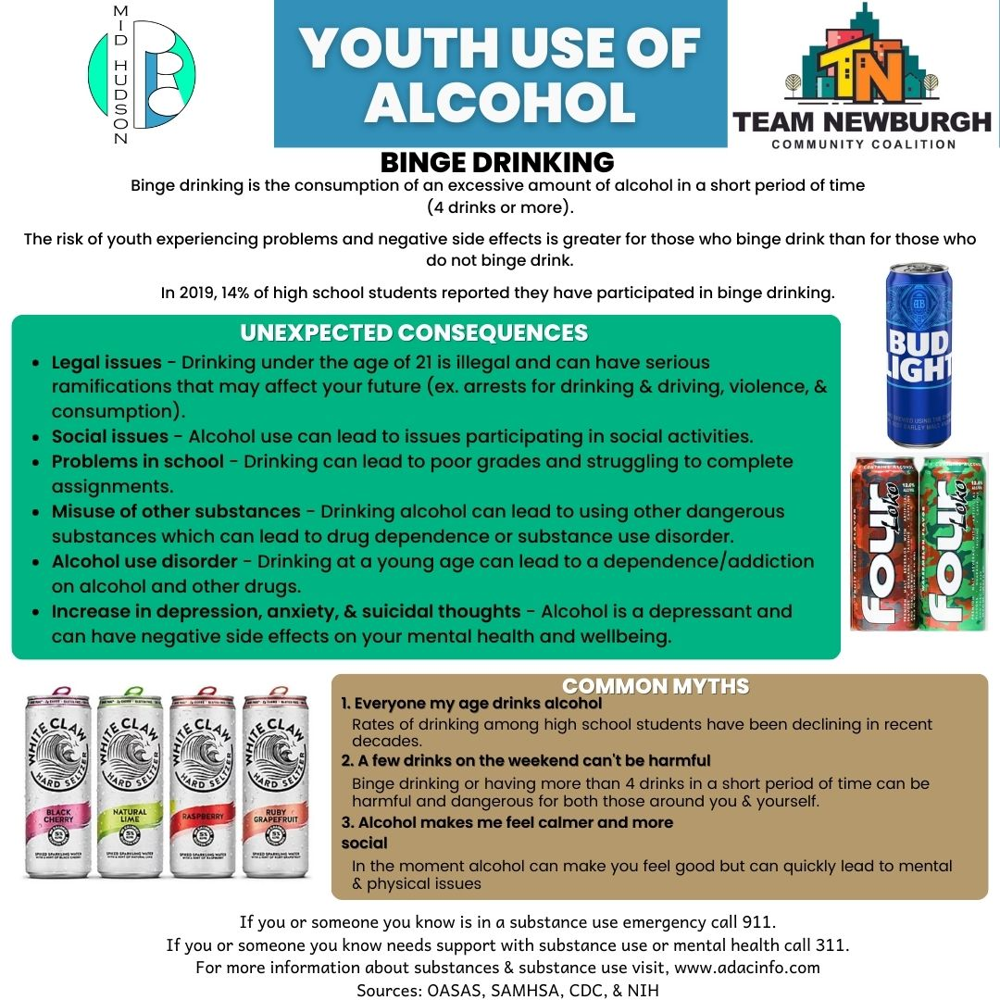 MID HUDSON
YOUTH USE OF
ALCOHOL
TN
TEAM NEWBURGH
COMMUNITY COALITION
BINGE DRINKING
Binge drinking is the consumption of an excessive amount of alcohol in a short period of time
(4 drinks or more).
The risk of youth experiencing problems and negative side effects is greater for those who binge drink than for those who
do not binge drink.
In 2019, 14% of high school students reported they have participated in binge drinking.
UNEXPECTED CONSEQUENCES
• Legal issues - Drinking under the age of 21 is illegal and can have serious
ramifications that may affect your future (ex. arrests for drinking & driving, violence, &
consumption).
• Social issues - Alcohol use can lead to issues participating in social activities.
• Problems in school - Drinking can lead to poor grades and struggling to complete
assignments.
• Misuse of other substances - Drinking alcohol can lead to using other dangerous
substances which can lead to drug dependence or substance use disorder.
• Alcohol use disorder - Drinking at a young age can lead to a dependence/addiction
on alcohol and other drugs.
• Increase in depression, anxiety, & suicidal thoughts - Alcohol is a depressant and
can have negative side effects on your mental health and wellbeing.
BUD
LIGHT
four Loko
four Loko
WHITE CLAW
HARD SELTZER
BLACK
CHERRY
WHITE CLAW
HARD SELTZER
NATURAL
LIME
WHITE CLAW
HARD SELTZER
RASPBERRY
WHITE CLAW
HARD SELTZER
RUBY
GRAPEFRUIT
COMMON MYTHS
1. Everyone my age drinks alcohol
Rates of drinking among high school students have been declining in recent
decades.
2. A few drinks on the weekend can't be harmful
Binge drinking or having more than 4 drinks in a short period of time can be
harmful and dangerous for both those around you & yourself.
3. Alcohol makes me feel calmer and more
social
In the moment alcohol can make you feel good but can quickly lead to mental
& physical issues
If you or someone you know is in a substance use emergency call 911.
If you or someone you know needs support with substance use or mental health call 311.
For more information about substances & substance use visit, www.adacinfo.com
Sources: OASAS, SAMHSA, CDC, & NIH